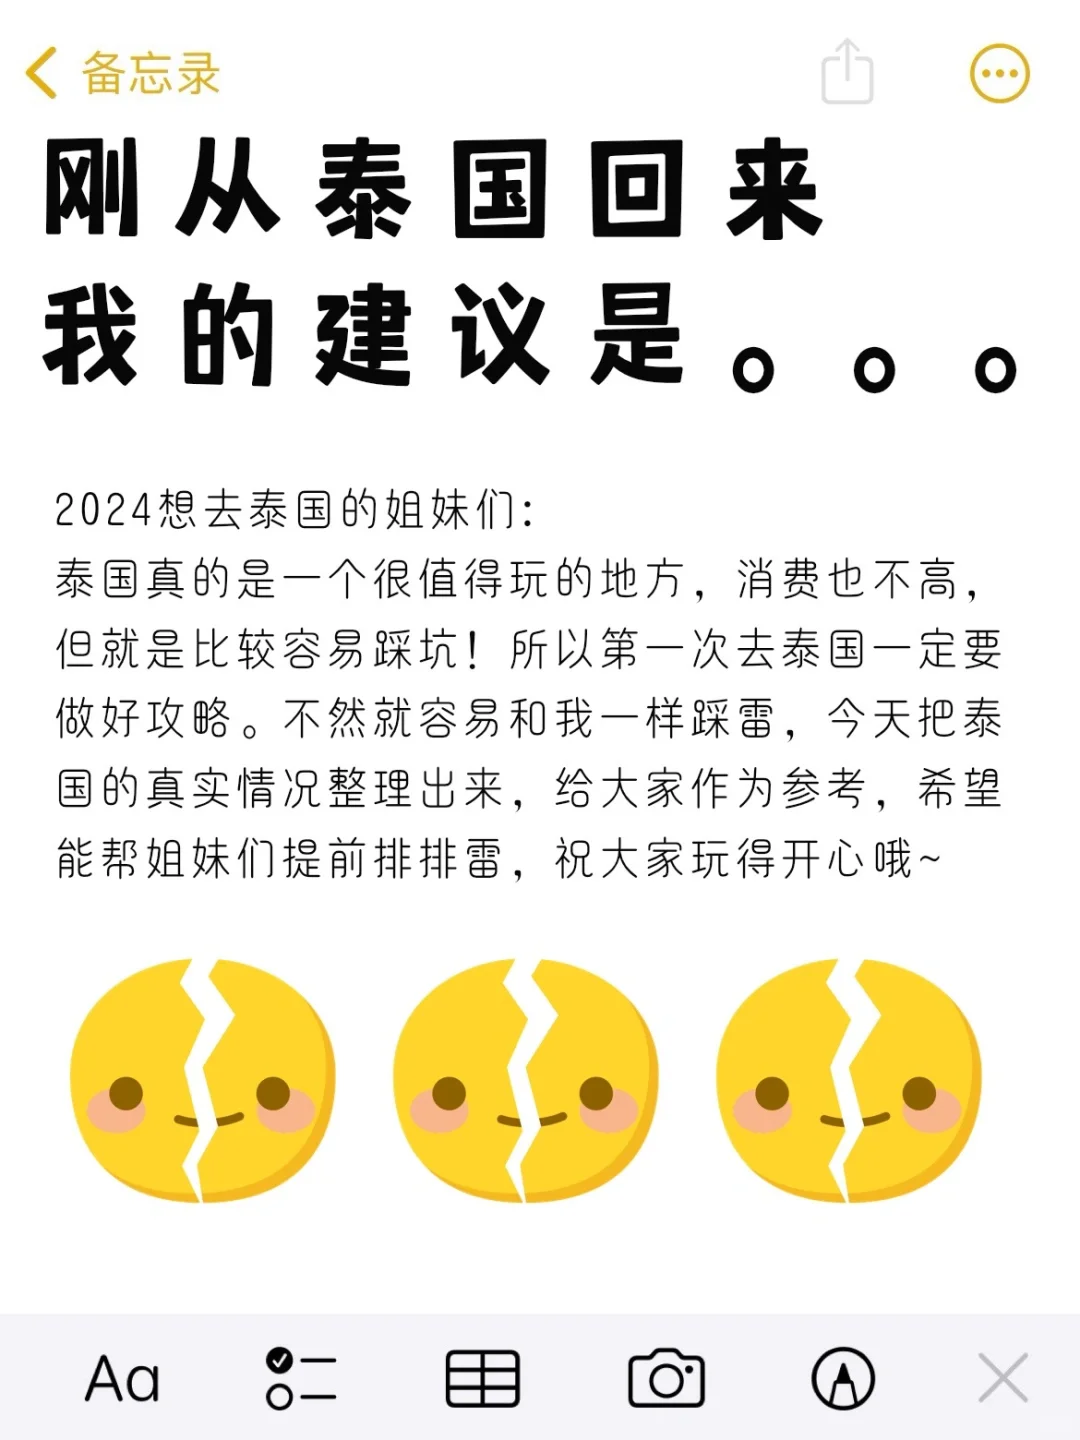 备忘录
刚从泰国回来
我的建议是。。。
2024想去泰国的姐妹们:
泰国真的是一个很值得玩的地方，消费也不高，
但就是比较容易踩坑！所以第一次去泰国一定要
做好攻略。不然就容易和我一样踩雷，今天把泰
国的真实情况整理出来，给大家作为参考，希望
能帮姐妹们提前排排雷，祝大家玩得开心哦~
Aa